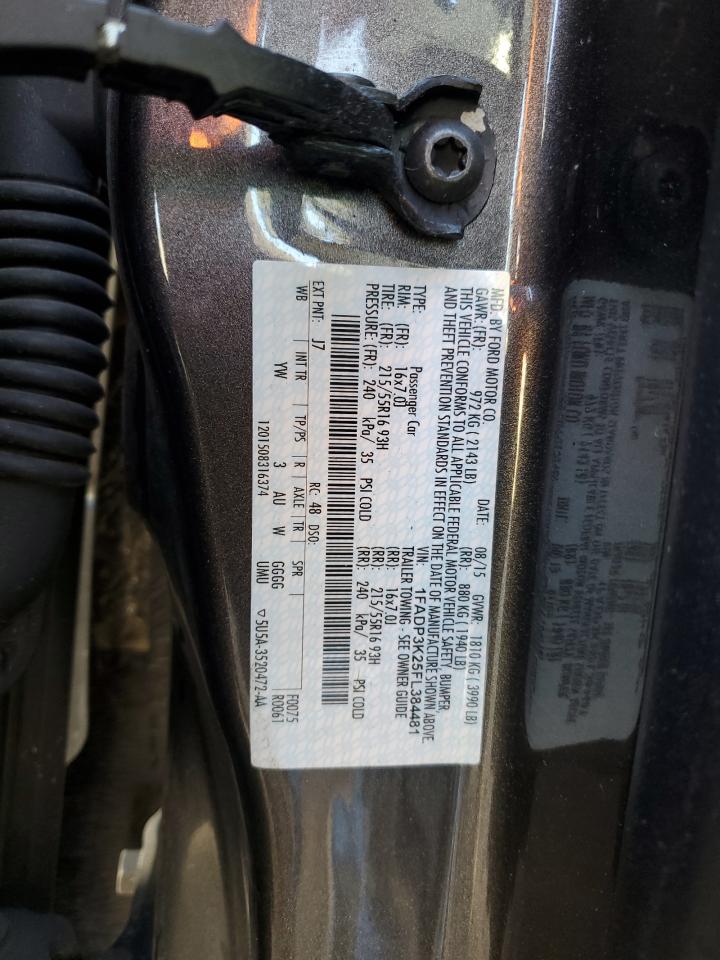 MFD. BY FORD MOTOR CO. DATE: 08/15 GVWR: 1810 KG ( 3990 LB)
GAWR: (FR): 972 KG ( 2143 LB) (RR): 880 KG ( 1940 LB)
THIS VEHICLE CONFORMS TO ALL APPLICABLE FEDERAL MOTOR VEHICLE SAFETY, BUMPER,
AND THEFT PREVENTION STANDARDS IN EFFECT ON THE DATE OF MANUFACTURE SHOWN ABOVE.
VIN: 1FADP3K25FL384481
TYPE: Passenger Car TRAILER TOWING - SEE OWNER GUIDE
RIM: (FR): 16x7.0J (RR): 16x7.0J
TIRE: (FR): 215/55R16 93H (RR): 215/55R16 93H
PRESSURE: (FR): 240 kPa/ 35 PSI COLD (RR): 240 kPa/ 35 PSI COLD
EXT PNT: J7 RC: 48 DSO:
WB INT TR TP/PS R AXLE TR SPR F0075
YW 3 AU W GGGG R0061
1201508316374 UMU ▽ 5U5A-3520472-AA